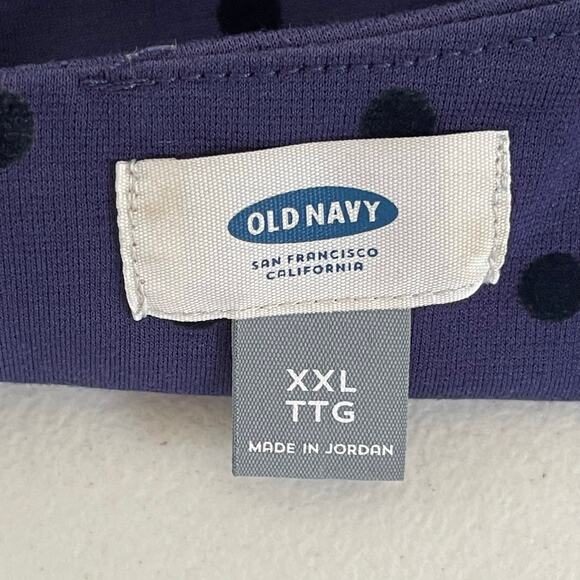 OLD NAVY
SAN FRANCISCO
CALIFORNIA
XXL
TTG
MADE IN JORDAN